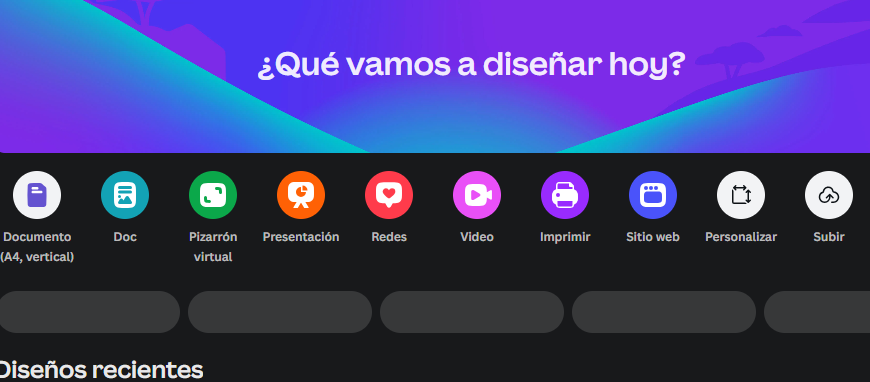 ¿Qué vamos a diseñar hoy?
Documento
(A4, vertical)
Doc
Pizarrón
virtual
Presentación
Redes
Video
Imprimir
Sitio web
Personalizar
Subir
Diseños recientes